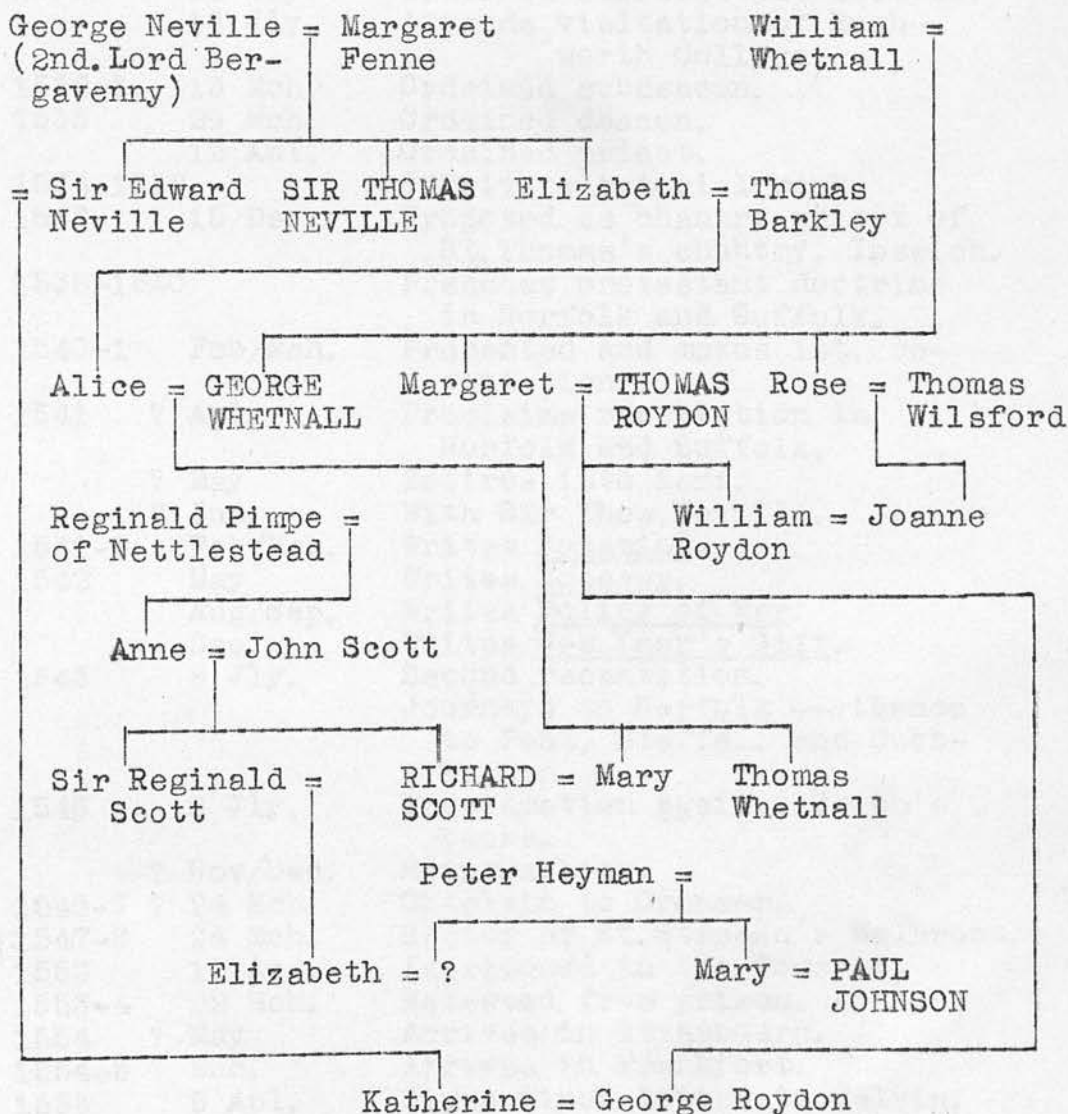 George Neville = Margaret William =
(2nd. Lord Ber- Fenne Whetnall
gavenny)
= Sir Edward SIR THOMAS Elizabeth = Thomas
Neville NEVILLE Barkley
Alice = GEORGE Margaret = THOMAS Rose = Thomas
WHETNALL ROYDON Wilsford
Reginald Pimpe = William = Joanne
of Nettlestead Roydon
Anne = John Scott
Sir Reginald = RICHARD = Mary Thomas
Scott SCOTT Whetnall
Peter Heyman =
Elizabeth = ? Mary = PAUL
JOHNSON
Katherine = George Roydon